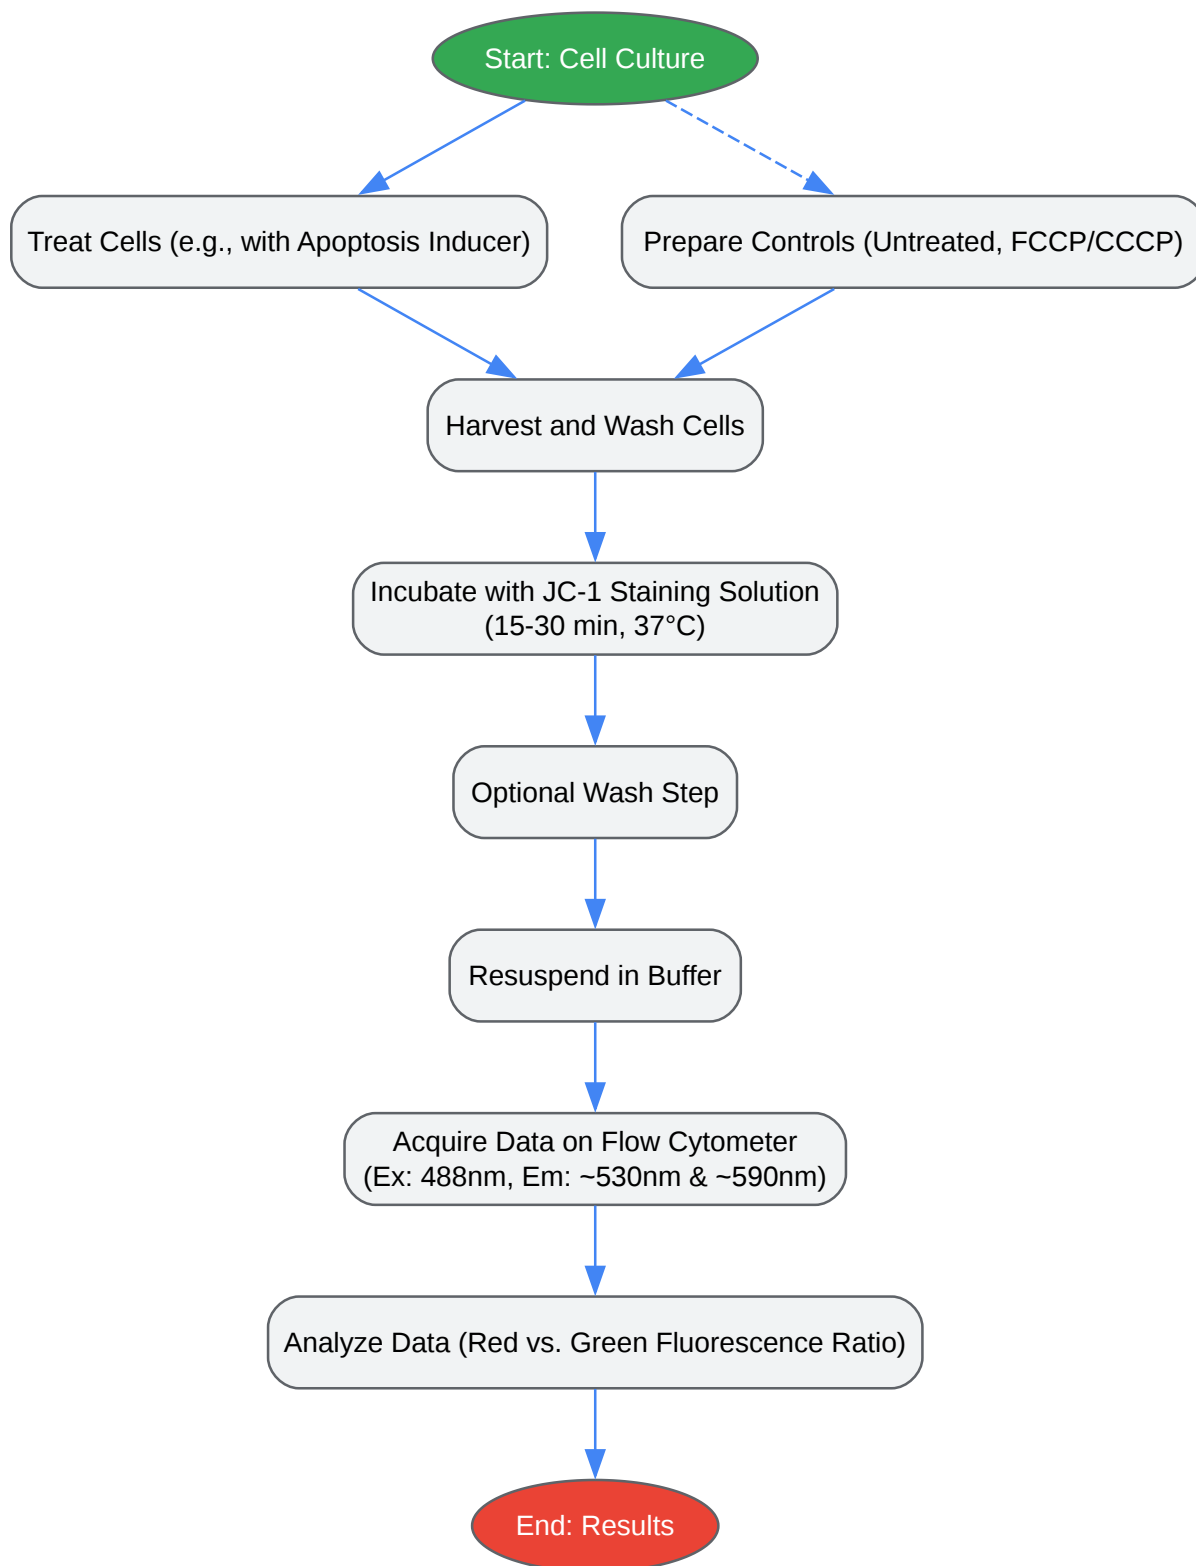 Start: Cell Culture
Treat Cells (e.g., with Apoptosis Inducer)
Prepare Controls (Untreated, FCCP/CCCP)
Harvest and Wash Cells
Incubate with JC-1 Staining Solution
(15-30 min, 37°C)
Optional Wash Step
Resuspend in Buffer
Acquire Data on Flow Cytometer
(Ex: 488nm, Em: ~530nm & ~590nm)
Analyze Data (Red vs. Green Fluorescence Ratio)
End: Results